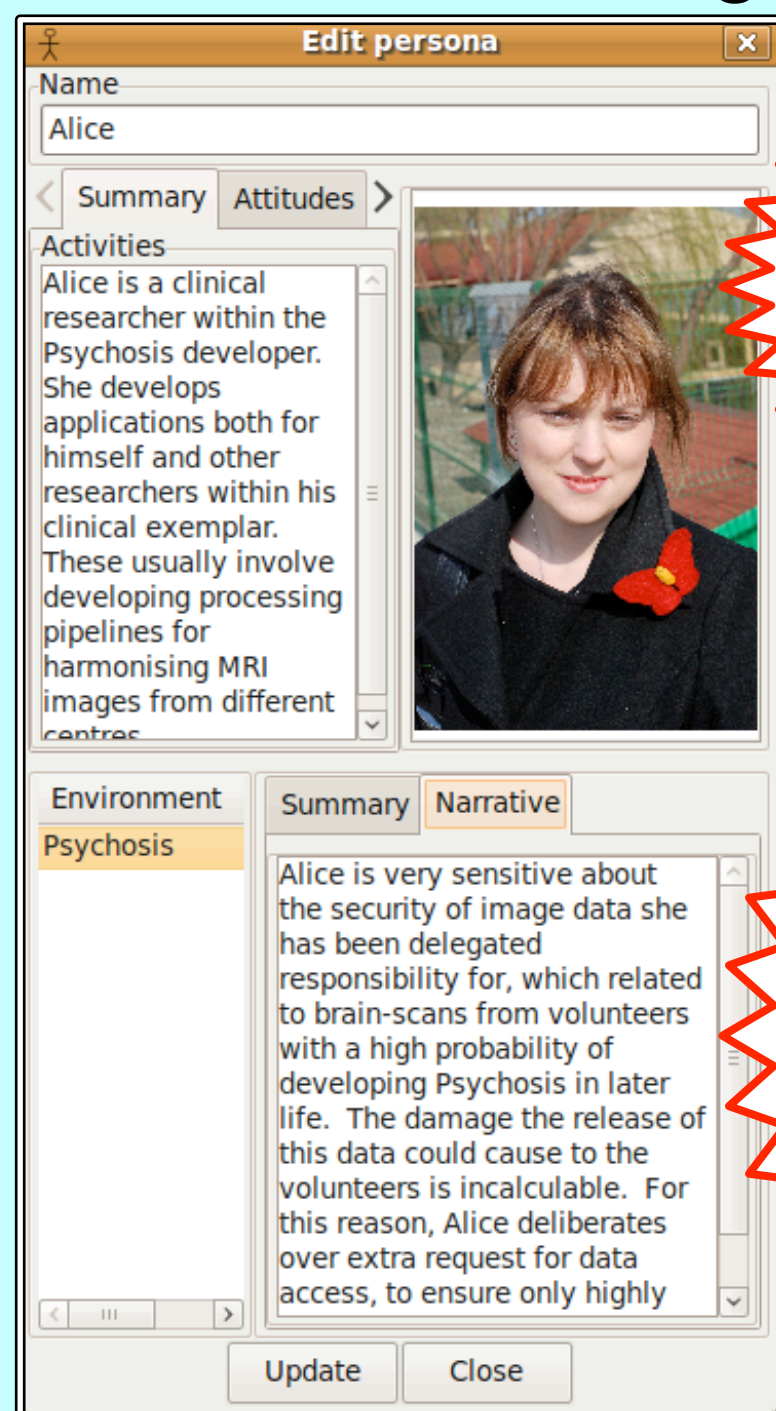 Edit persona
Name
Alice
Summary
Attitudes
Activities
Alice is a clinical
researcher within the
Psychosis developer.
She develops
applications both for
himself and other
researchers within his
clinical exemplar.
These usually involve
developing processing
pipelines for
harmonising MRI
images from different
centres
Environment
Psychosis
Summary
Narrative
Alice is very sensitive about
the security of image data she
has been delegated
responsibility for, which related
to brain-scans from volunteers
with a high probability of
developing Psychosis in later
life.  The damage the release of
this data could cause to the
volunteers is incalculable.  For
this reason, Alice deliberates
over extra request for data
access, to ensure only highly
Update
Close